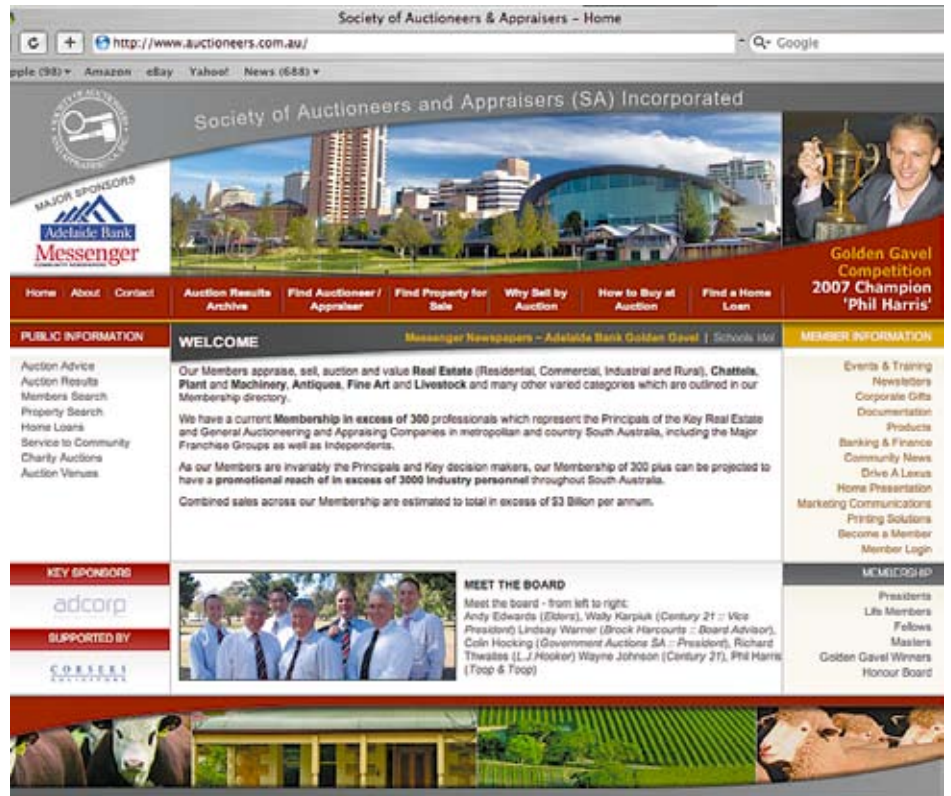 Society of Auctioneers & Appraisers – Home
http://www.auctioneers.com.au/
Google
pple (98) Amazon eBay Yahoo! News (688)
Society of Auctioneers and Appraisers (SA) Incorporated
MAJOR SPONSORS
Adelaide Bank
Messenger
COMMUNITY NEWSPAPERS
Golden Gavel
Competition
2007 Champion
'Phil Harris'
Home About Contact
Auction Results
Archive
Find Auctioneer /
Appraiser
Find Property for
Sale
Why Sell by
Auction
How to Buy at
Auction
Find a Home
Loan
PUBLIC INFORMATION
Auction Advice
Auction Results
Members Search
Property Search
Home Loans
Service to Community
Charity Auctions
Auction Venues
WELCOME
Messenger Newspapers – Adelaide Bank Golden Gavel | Schools Idol
Our Members appraise, sell, auction and value Real Estate (Residential, Commercial, Industrial and Rural), Chattels,
Plant and Machinery, Antiques, Fine Art and Livestock and many other varied categories which are outlined in our
Membership directory.
We have a current Membership in excess of 300 professionals which represent the Principals of the Key Real Estate
and General Auctioneering and Appraising Companies in metropolitan and country South Australia, including the Major
Franchise Groups as well as Independents.
As our Members are invariably the Principals and Key decision makers, our Membership of 300 plus can be projected to
have a promotional reach of in excess of 3000 Industry personnel throughout South Australia.
Combined sales across our Membership are estimated to total in excess of $3 Billion per annum.
MEMBER INFORMATION
Events & Training
Newsletters
Corporate Gifts
Documentation
Products
Banking & Finance
Community News
Drive A Lexus
Home Presentation
Marketing Communications
Printing Solutions
Become a Member
Member Login
KEY SPONSORS
adcorp
SUPPORTED BY
CORSERS
SOLICITORS
MEET THE BOARD
Meet the board - from left to right:
Andy Edwards (Elders), Wally Karpiuk (Century 21 :: Vice
President) Lindsay Warner (Brock Harcourts :: Board Advisor),
Colin Hocking (Government Auctions SA :: President), Richard
Thwaites (L.J.Hooker) Wayne Johnson (Century 21), Phil Harris
(Toop & Toop)
MEMBERSHIP
Presidents
Life Members
Fellows
Masters
Golden Gavel Winners
Honour Board